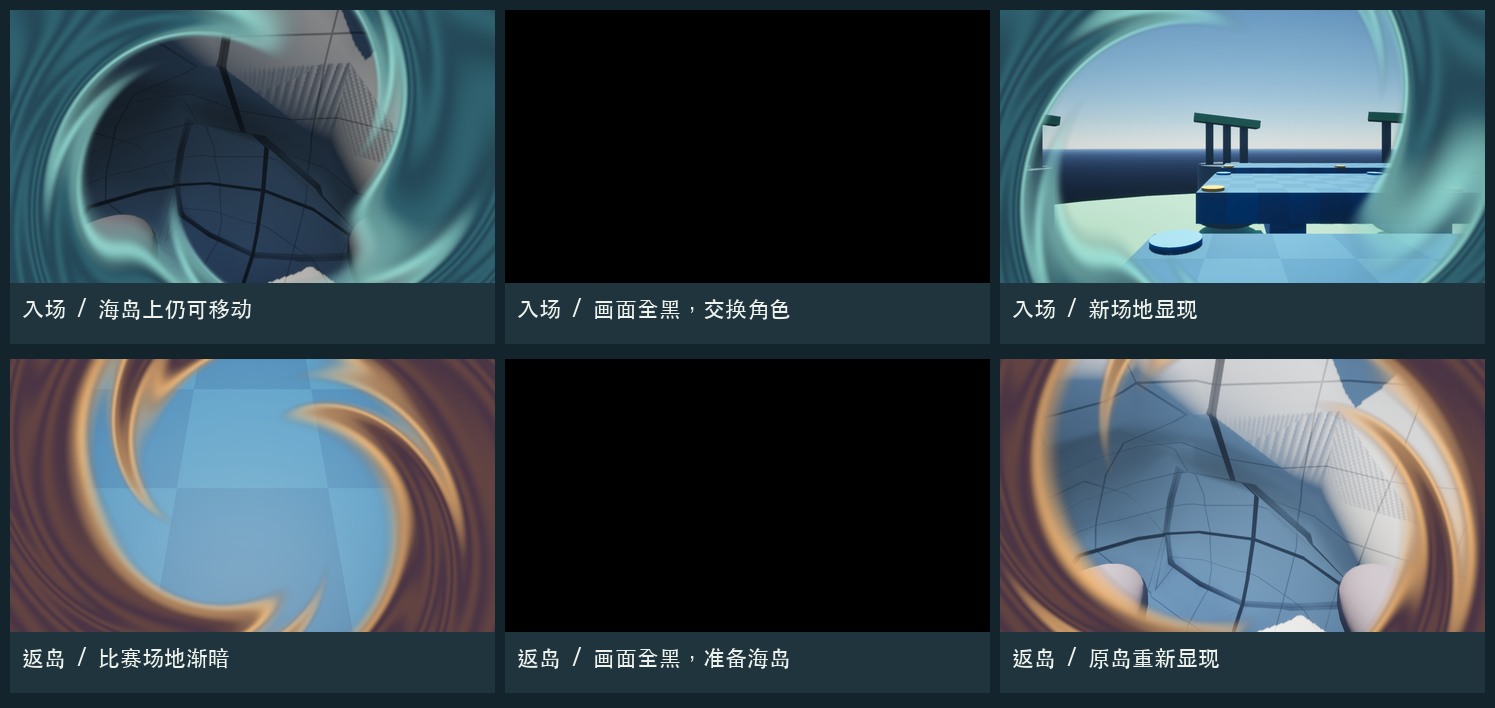 入场 / 海岛上仍可移动
入场 / 画面全黑，交换角色
入场 / 新场地显现
返岛 / 比赛场地渐暗
返岛 / 画面全黑，准备海岛
返岛 / 原岛重新显现